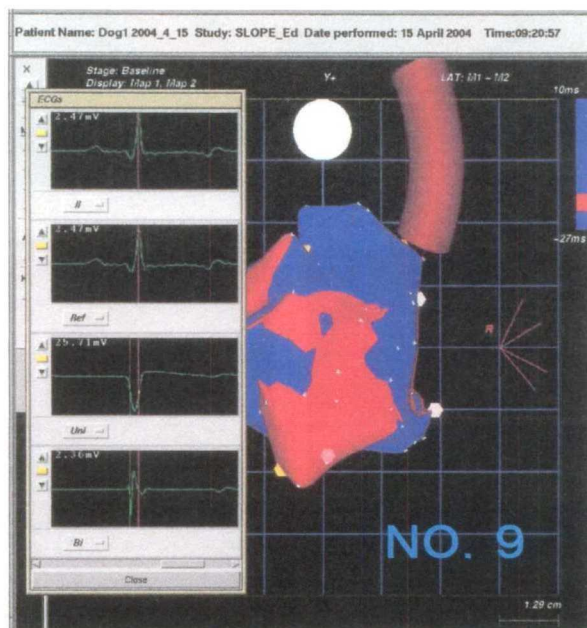 Patient Name: Dog1 2004_4_15 Study: SLOPE_Ed Date performed: 15 April 2004 Time:09:20:57
Stage: Baseline
Display: Map 1, Map 2
Y+
LAT: M1 - M2
10ms
ECGs
2.47mV
II
2.47mV
Ref
-27ms
R
25.71mV
Uni
2.36mV
Bi
NO. 9
Close
1.29 cm